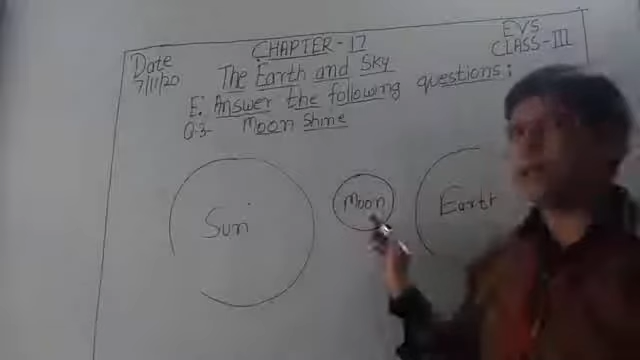 Date
7/11/20
CHAPTER-17
EVS
CLASS-III
The Earth and Sky
E. Answer the following questions:
Q.3- Moon Shine
Sun
Moon
Earth